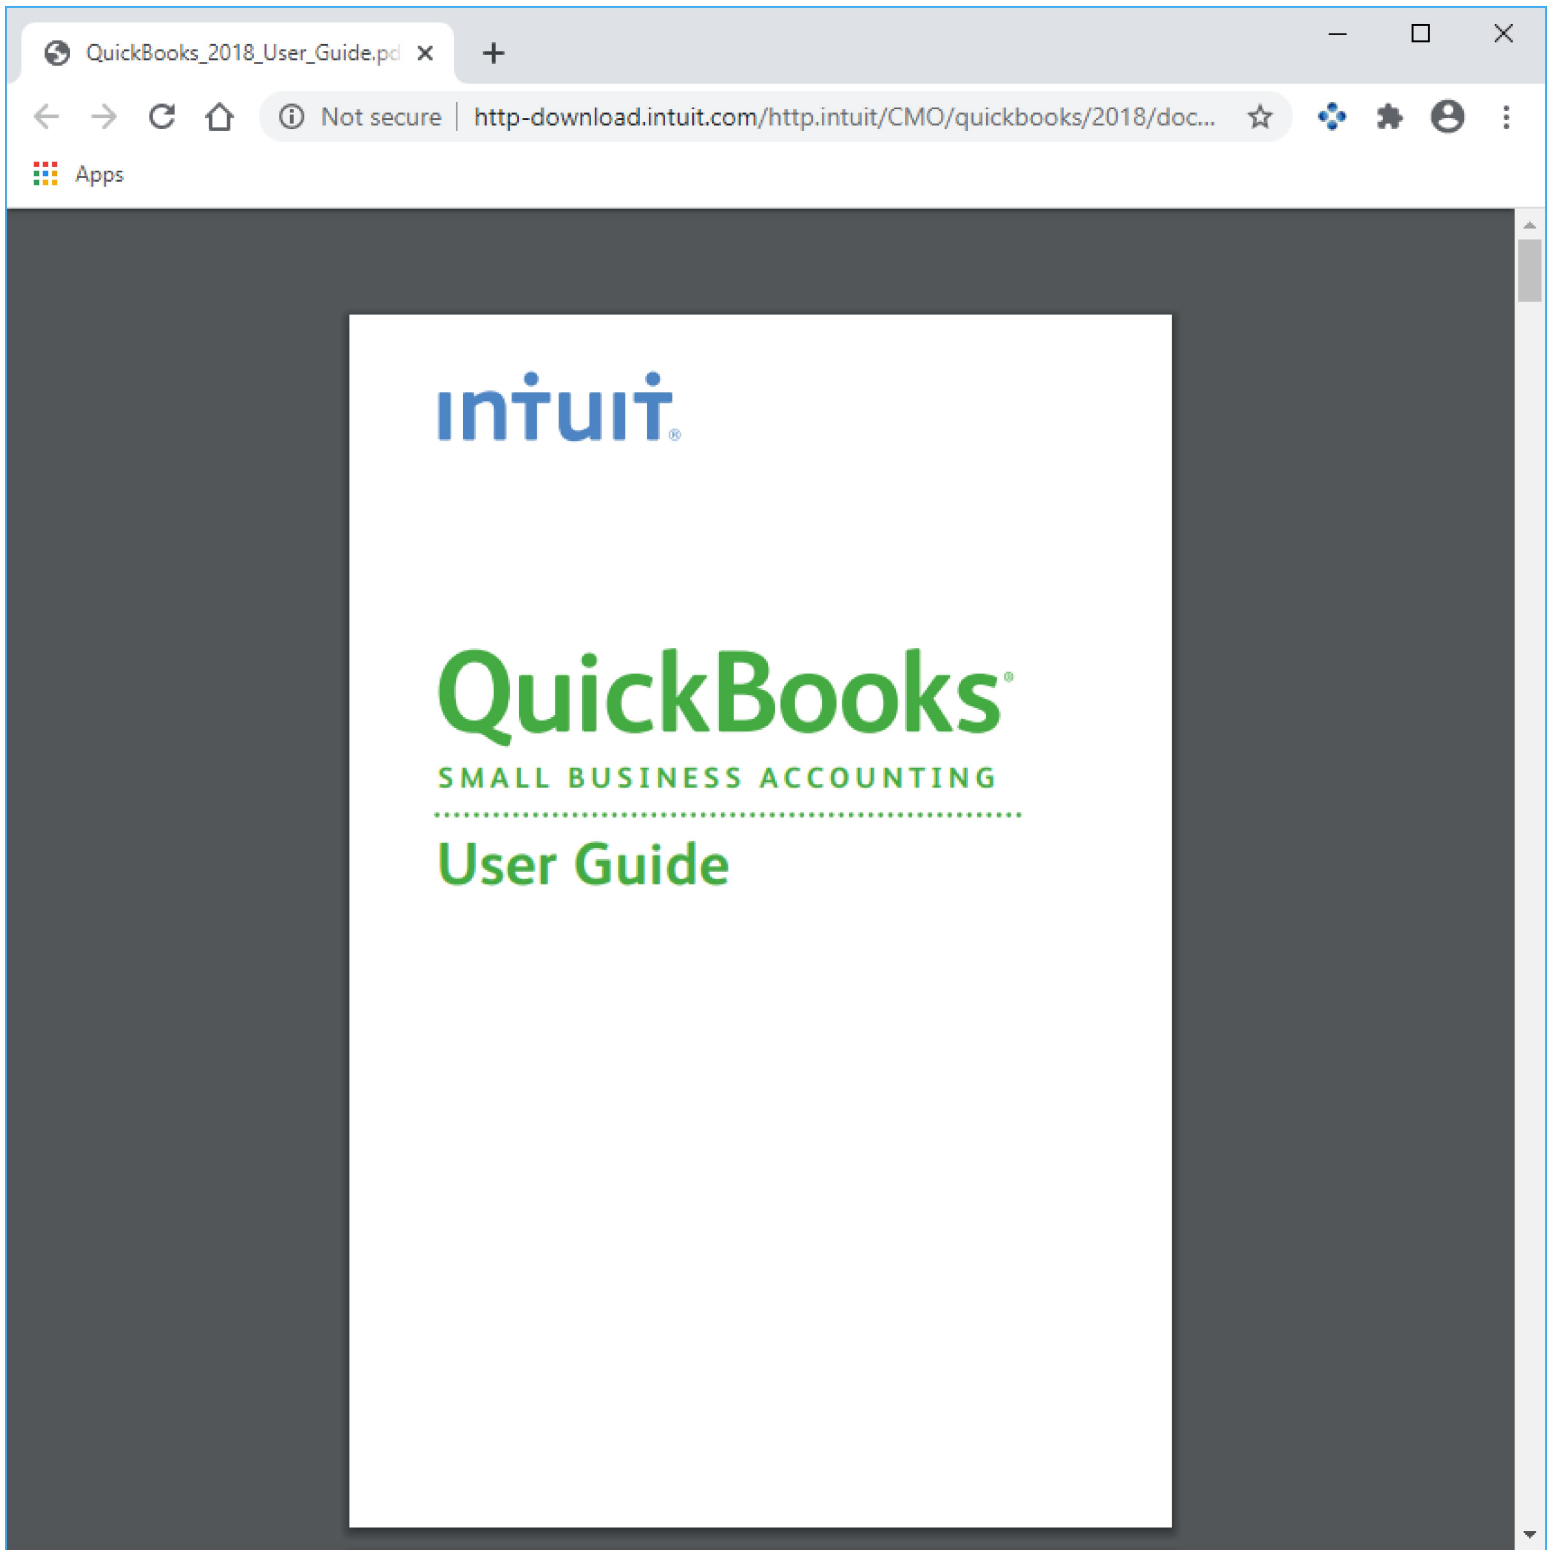 QuickBooks_2018_User_Guide.pd
Not secure | http-download.intuit.com/http.intuit/CMO/quickbooks/2018/doc...
Apps
intuit®
QuickBooks®
SMALL BUSINESS ACCOUNTING
User Guide